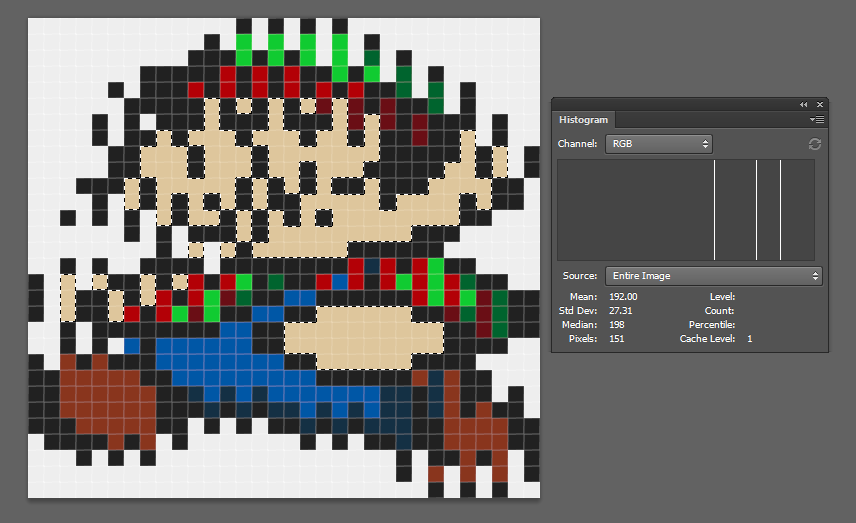 Histogram
Channel: RGB
Source: Entire Image
Mean: 192.00 Level:
Std Dev: 27.31 Count:
Median: 198 Percentile:
Pixels: 151 Cache Level: 1